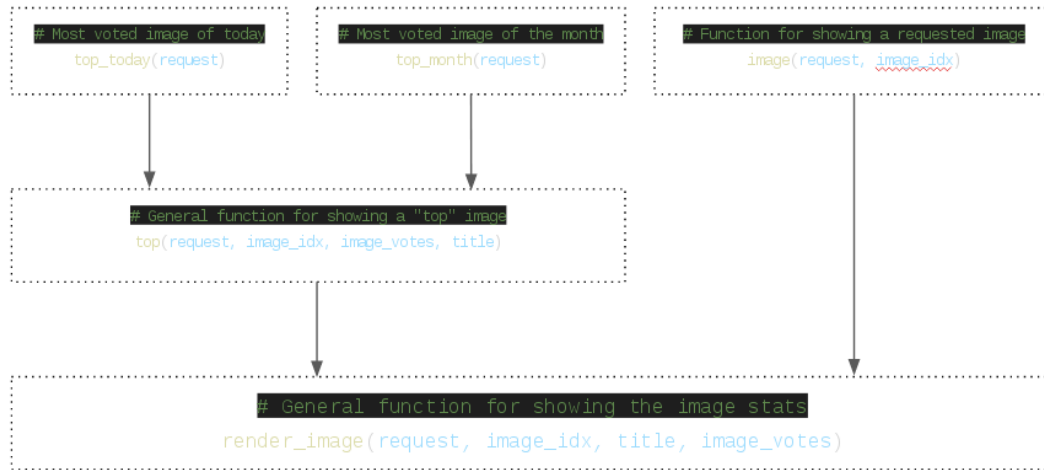 # Most voted image of today
top_today(request)
# Most voted image of the month
top_month(request)
# Function for showing a requested image
image(request, image_idx)
# General function for showing a "top" image
top(request, image_idx, image_votes, title)
# General function for showing the image stats
render_image(request, image_idx, title, image_votes)